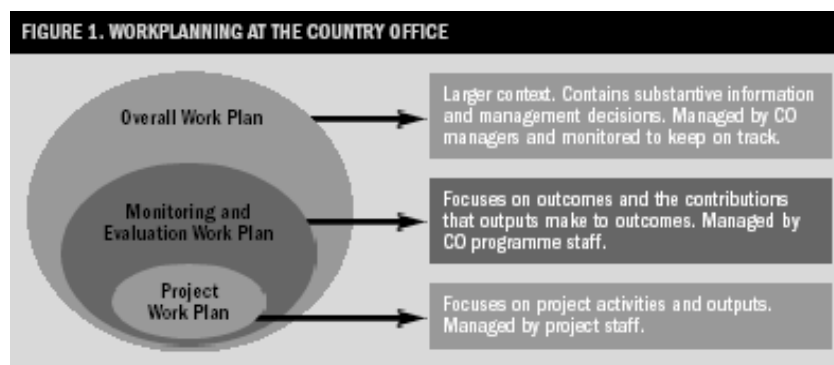 FIGURE 1. WORKPLANNING AT THE COUNTRY OFFICE
Overall Work Plan
Larger context. Contains substantive information
and management decisions. Managed by CO
managers and monitored to keep on track.
Monitoring and
Evaluation Work Plan
Focuses on outcomes and the contributions
that outputs make to outcomes. Managed by
CO programme staff.
Project
Work Plan
Focuses on project activities and outputs.
Managed by project staff.